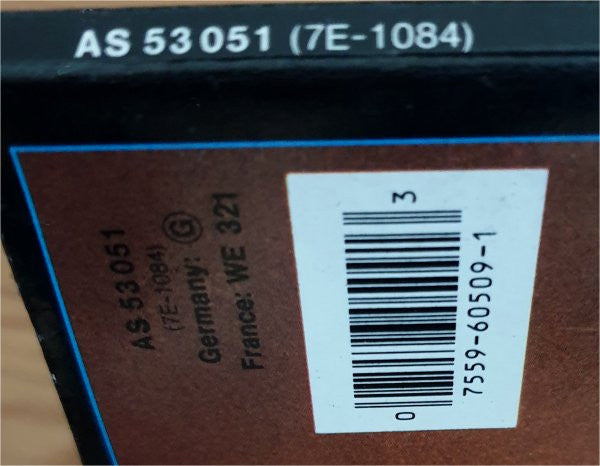 AS 53 051 (7E-1084)
AS 53 051
(7E-1084)
Germany: G
France: WE 321
0 7559-60509-1 3